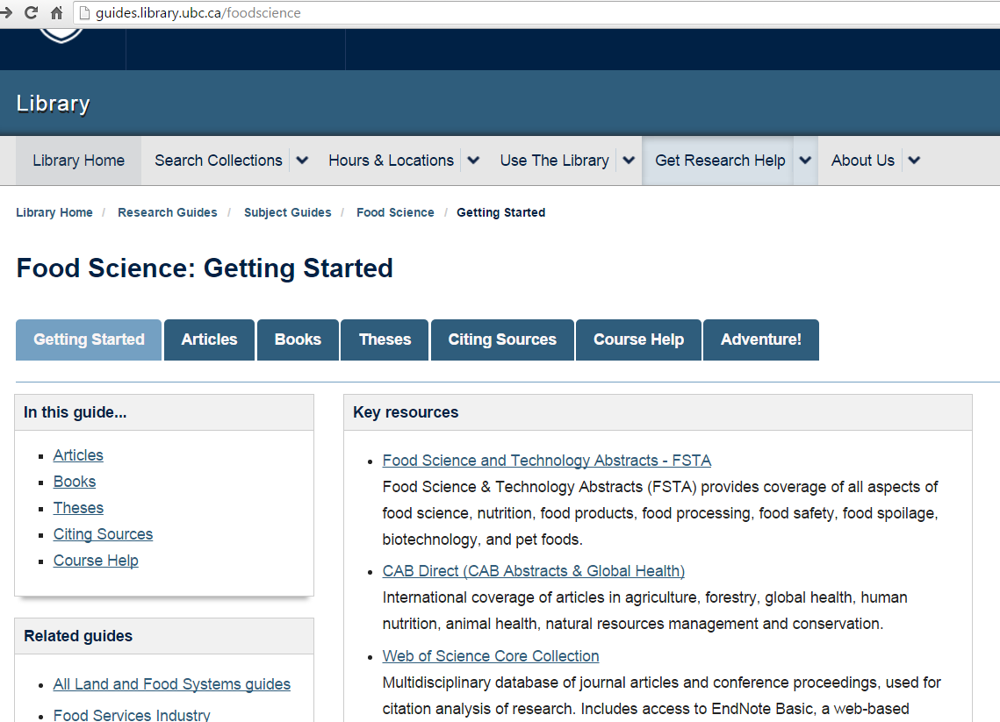 guides.library.ubc.ca/foodscience
Library
Library Home Search Collections Hours & Locations Use The Library Get Research Help About Us
Library Home / Research Guides / Subject Guides / Food Science / Getting Started
Food Science: Getting Started
Getting Started Articles Books Theses Citing Sources Course Help Adventure!
In this guide...
Articles
Books
Theses
Citing Sources
Course Help
Related guides
All Land and Food Systems guides
Food Services Industry
Key resources
Food Science and Technology Abstracts - FSTA
Food Science & Technology Abstracts (FSTA) provides coverage of all aspects of
food science, nutrition, food products, food processing, food safety, food spoilage,
biotechnology, and pet foods.
CAB Direct (CAB Abstracts & Global Health)
International coverage of articles in agriculture, forestry, global health, human
nutrition, animal health, natural resources management and conservation.
Web of Science Core Collection
Multidisciplinary database of journal articles and conference proceedings, used for
citation analysis of research. Includes access to EndNote Basic, a web-based